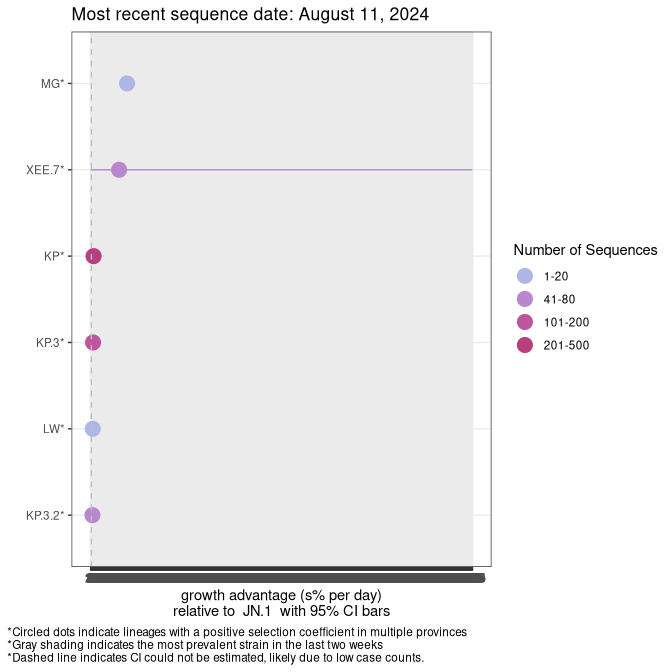 Most recent sequence date: August 11, 2024
MG*
XEE.7*
KP*
KP.3*
LW*
KP.3.2*
Number of Sequences
1-20
41-80
101-200
201-500
growth advantage (s% per day)
relative to  JN.1  with 95% CI bars
*Circled dots indicate lineages with a positive selection coefficient in multiple provinces
*Gray shading indicates the most prevalent strain in the last two weeks
*Dashed line indicates CI could not be estimated, likely due to low case counts.